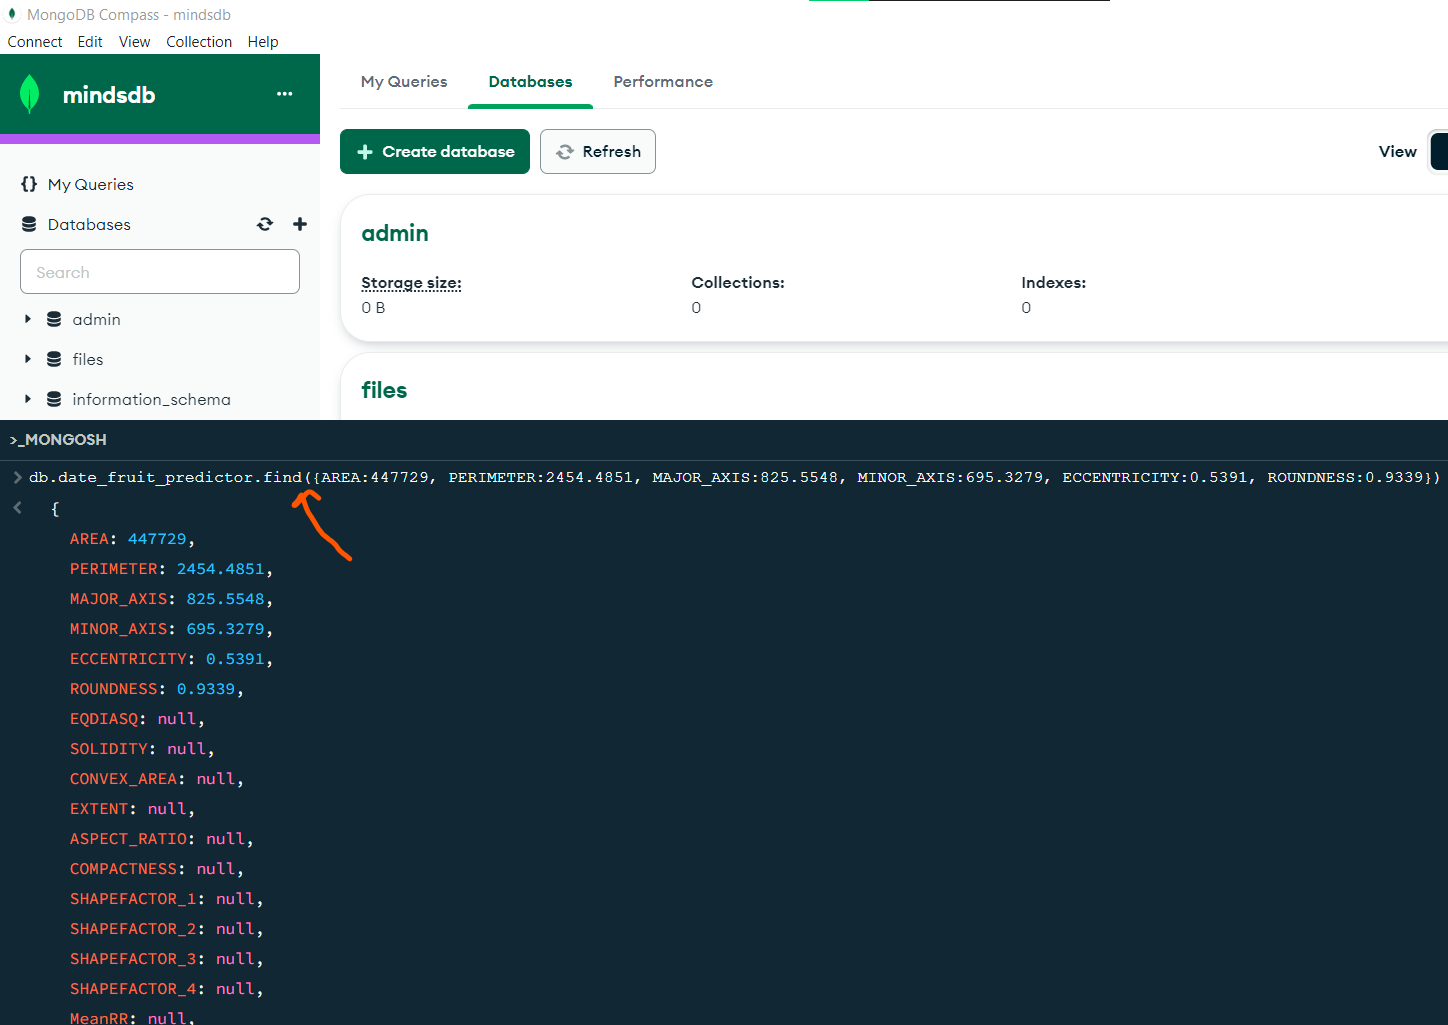 MongoDB Compass - mindsdb
Connect Edit View Collection Help
mindsdb ...
My Queries Databases Performance
+ Create database Refresh View
{} My Queries
Databases +
Search
admin
files
information_schema
admin
Storage size: Collections: Indexes:
0 B 0 0
files
>_MONGOSH
> db.date_fruit_predictor.find({AREA:447729, PERIMETER:2454.4851, MAJOR_AXIS:825.5548, MINOR_AXIS:695.3279, ECCENTRICITY:0.5391, ROUNDNESS:0.9339})
< {
AREA: 447729,
PERIMETER: 2454.4851,
MAJOR_AXIS: 825.5548,
MINOR_AXIS: 695.3279,
ECCENTRICITY: 0.5391,
ROUNDNESS: 0.9339,
EQDIASQ: null,
SOLIDITY: null,
CONVEX_AREA: null,
EXTENT: null,
ASPECT_RATIO: null,
COMPACTNESS: null,
SHAPEFACTOR_1: null,
SHAPEFACTOR_2: null,
SHAPEFACTOR_3: null,
SHAPEFACTOR_4: null,
MeanRR: null,